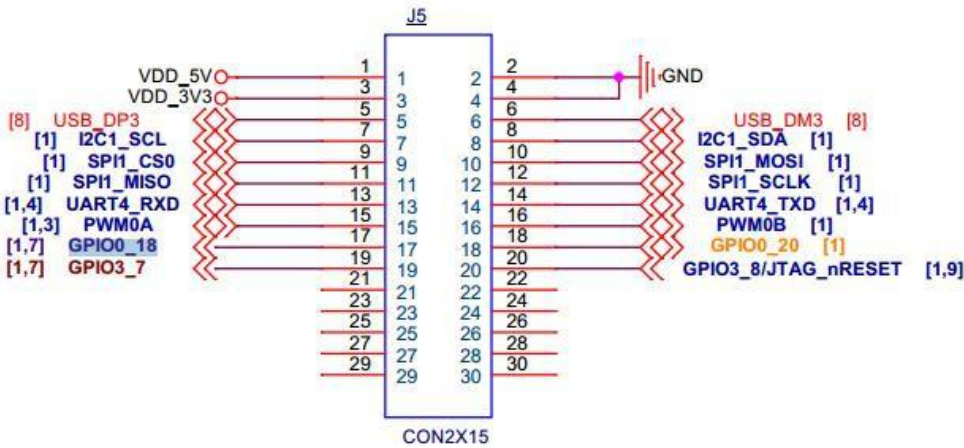 J5
VDD_5V 1 1 2 2 GND
VDD_3V3 3 3 4 4
[8] USB_DP3 5 5 6 6 USB_DM3 [8]
[1] I2C1_SCL 7 7 8 8 I2C1_SDA [1]
[1] SPI1_CS0 9 9 10 10 SPI1_MOSI [1]
[1] SPI1_MISO 11 11 12 12 SPI1_SCLK [1]
[1,4] UART4_RXD 13 13 14 14 UART4_TXD [1,4]
[1,3] PWM0A 15 15 16 16 PWM0B [1]
[1,7] GPIO0_18 17 17 18 18 GPIO0_20 [1]
[1,7] GPIO3_7 19 19 20 20 GPIO3_8/JTAG_nRESET [1,9]
21 21 22 22
23 23 24 24
25 25 26 26
27 27 28 28
29 29 30 30
CON2X15